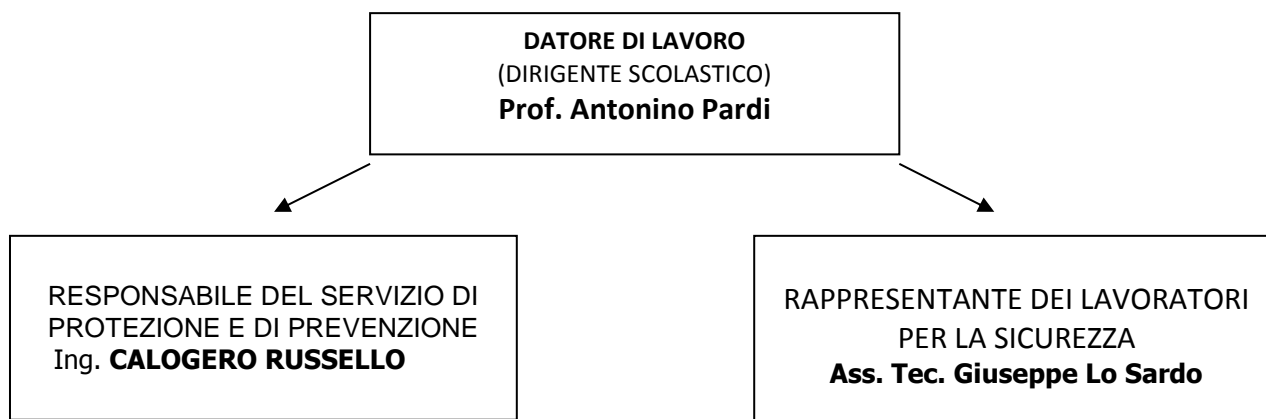 DATORE DI LAVORO
(DIRIGENTE SCOLASTICO)
Prof. Antonino Pardi
RESPONSABILE DEL SERVIZIO DI
PROTEZIONE E DI PREVENZIONE
Ing. CALOGERO RUSSELLO
RAPPRESENTANTE DEI LAVORATORI
PER LA SICUREZZA
Ass. Tec. Giuseppe Lo Sardo